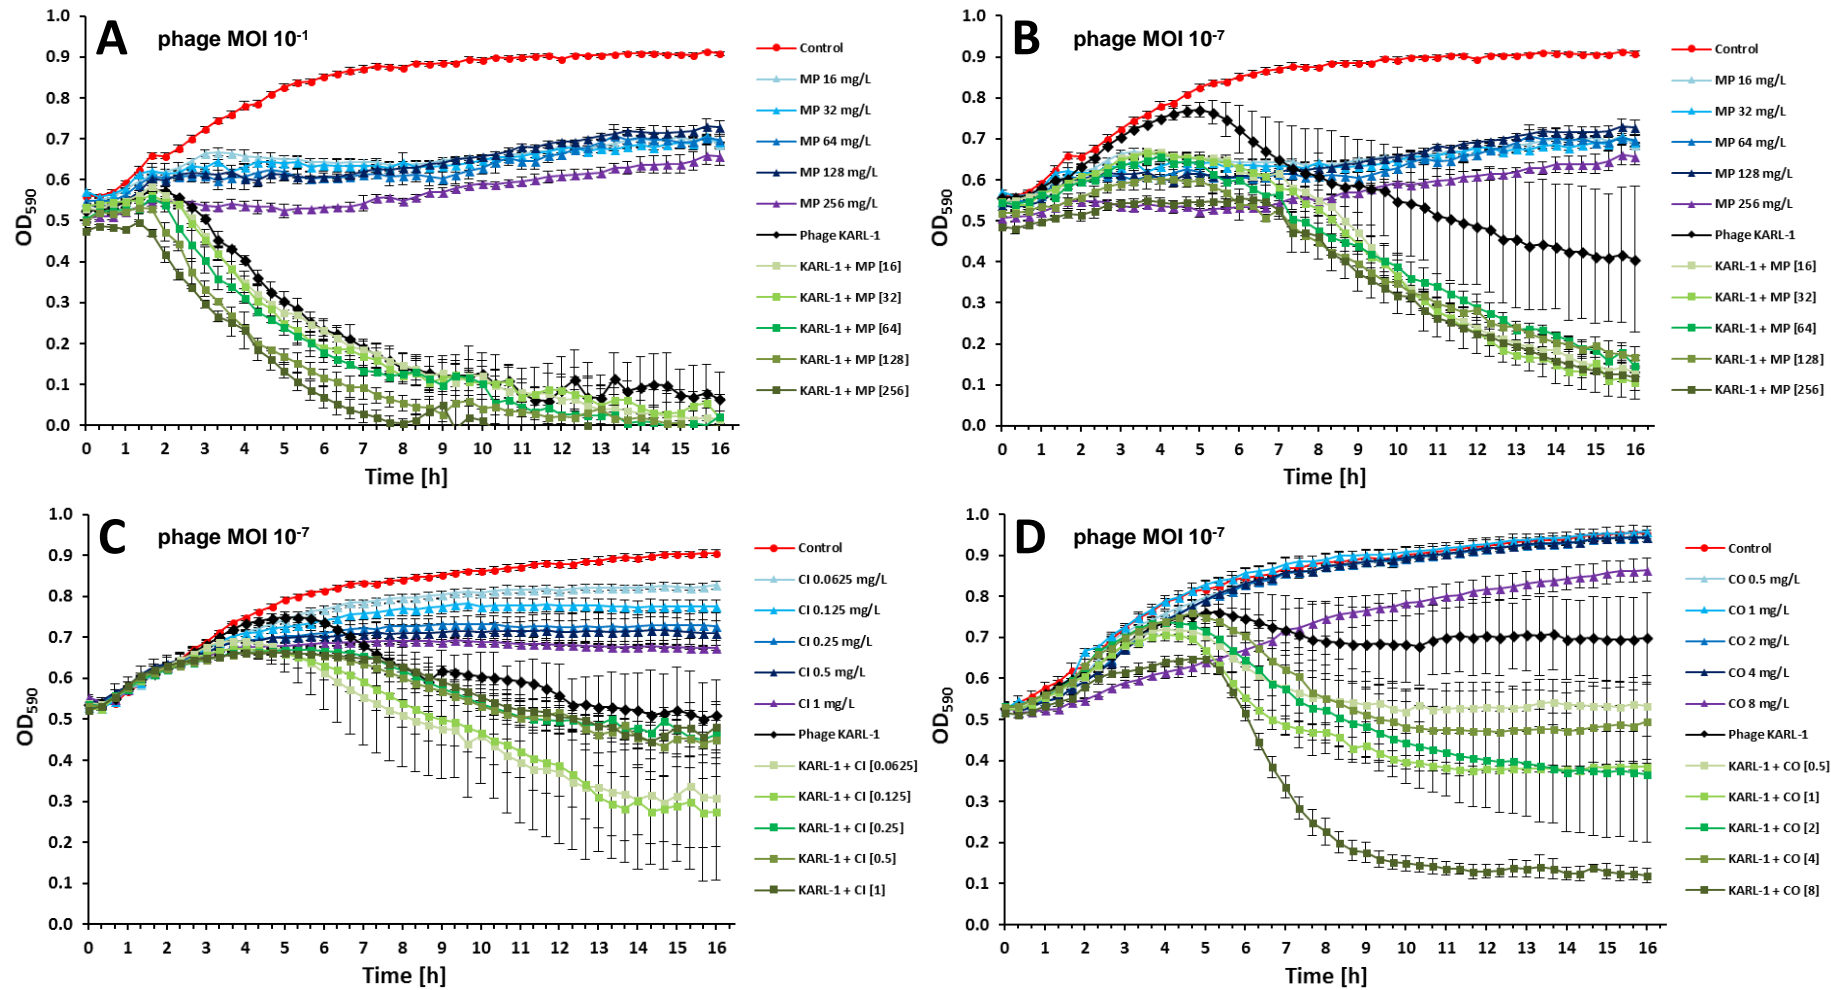 A
phage MOI 10-1
OD590
1.0
0.9
0.8
0.7
0.6
0.5
0.4
0.3
0.2
0.1
0.0
0 1 2 3 4 5 6 7 8 9 10 11 12 13 14 15 16
Time [h]
Control
MP 16 mg/L
MP 32 mg/L
MP 64 mg/L
MP 128 mg/L
MP 256 mg/L
Phage KARL-1
KARL-1 + MP [16]
KARL-1 + MP [32]
KARL-1 + MP [64]
KARL-1 + MP [128]
KARL-1 + MP [256]
B
phage MOI 10-7
OD590
1.0
0.9
0.8
0.7
0.6
0.5
0.4
0.3
0.2
0.1
0.0
0 1 2 3 4 5 6 7 8 9 10 11 12 13 14 15 16
Time [h]
Control
MP 16 mg/L
MP 32 mg/L
MP 64 mg/L
MP 128 mg/L
MP 256 mg/L
Phage KARL-1
KARL-1 + MP [16]
KARL-1 + MP [32]
KARL-1 + MP [64]
KARL-1 + MP [128]
KARL-1 + MP [256]
C
phage MOI 10-7
OD590
1.0
0.9
0.8
0.7
0.6
0.5
0.4
0.3
0.2
0.1
0.0
0 1 2 3 4 5 6 7 8 9 10 11 12 13 14 15 16
Time [h]
Control
CI 0.0625 mg/L
CI 0.125 mg/L
CI 0.25 mg/L
CI 0.5 mg/L
CI 1 mg/L
Phage KARL-1
KARL-1 + CI [0.0625]
KARL-1 + CI [0.125]
KARL-1 + CI [0.25]
KARL-1 + CI [0.5]
KARL-1 + CI [1]
D
phage MOI 10-7
OD590
1.0
0.9
0.8
0.7
0.6
0.5
0.4
0.3
0.2
0.1
0.0
0 1 2 3 4 5 6 7 8 9 10 11 12 13 14 15 16
Time [h]
Control
CO 0.5 mg/L
CO 1 mg/L
CO 2 mg/L
CO 4 mg/L
CO 8 mg/L
Phage KARL-1
KARL-1 + CO [0.5]
KARL-1 + CO [1]
KARL-1 + CO [2]
KARL-1 + CO [4]
KARL-1 + CO [8]